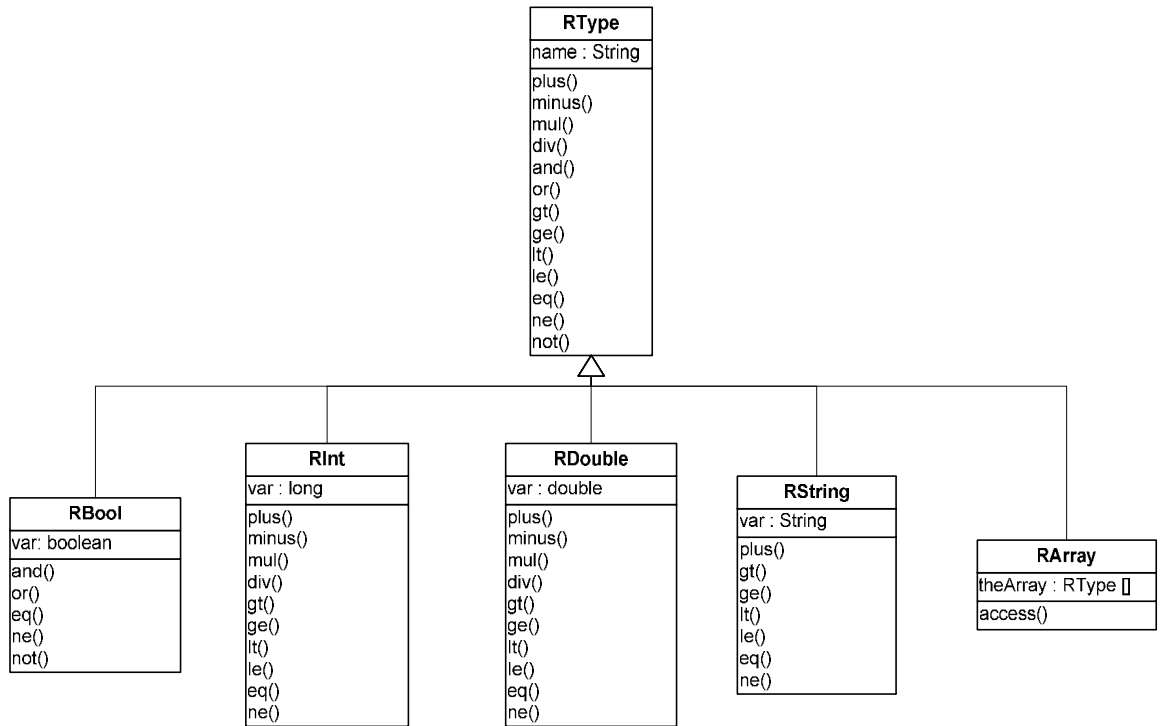 RType
name : String
plus()
minus()
mul()
div()
and()
or()
gt()
ge()
lt()
le()
eq()
ne()
not()
RBool
var: boolean
and()
or()
eq()
ne()
not()
RInt
var : long
plus()
minus()
mul()
div()
gt()
ge()
lt()
le()
eq()
ne()
RDouble
var : double
plus()
minus()
mul()
div()
gt()
ge()
lt()
le()
eq()
ne()
RString
var : String
plus()
gt()
ge()
lt()
le()
eq()
ne()
RArray
theArray : RType []
access()